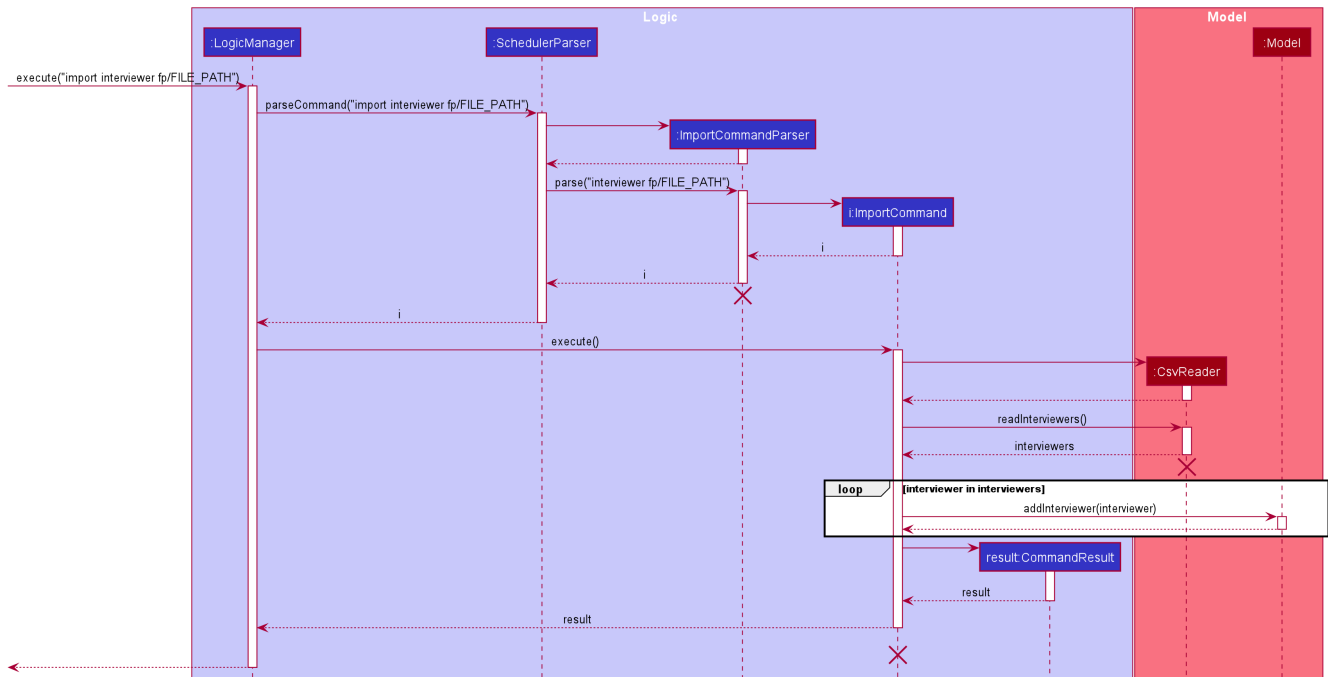 Logic
Model
:LogicManager
:SchedulerParser
:Model
execute("import interviewer fp/FILE_PATH")
parseCommand("import interviewer fp/FILE_PATH")
:ImportCommandParser
parse("interviewer fp/FILE_PATH")
i:ImportCommand
i
i
i
execute()
:CsvReader
readInterviewers()
interviewers
loop
[interviewer in interviewers]
addInterviewer(interviewer)
result:CommandResult
result
result